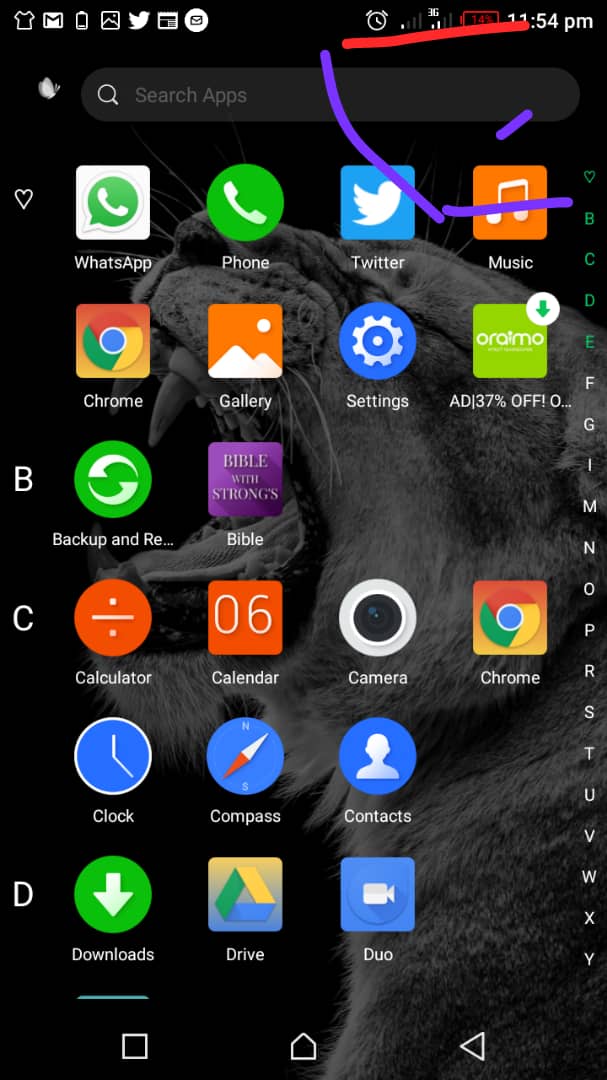 3G
14% 11:54 pm
Search Apps
♡
B
C
D
E
F
G
I
M
N
O
P
R
S
T
U
V
W
X
Y
WhatsApp Phone Twitter Music
oraimo
Chrome Gallery Settings AD|37% OFF! O...
B
BIBLE
WITH
STRONG'S
Backup and Re... Bible
C
06
Calculator Calendar Camera Chrome
N
S
Clock Compass Contacts
D
Downloads Drive Duo